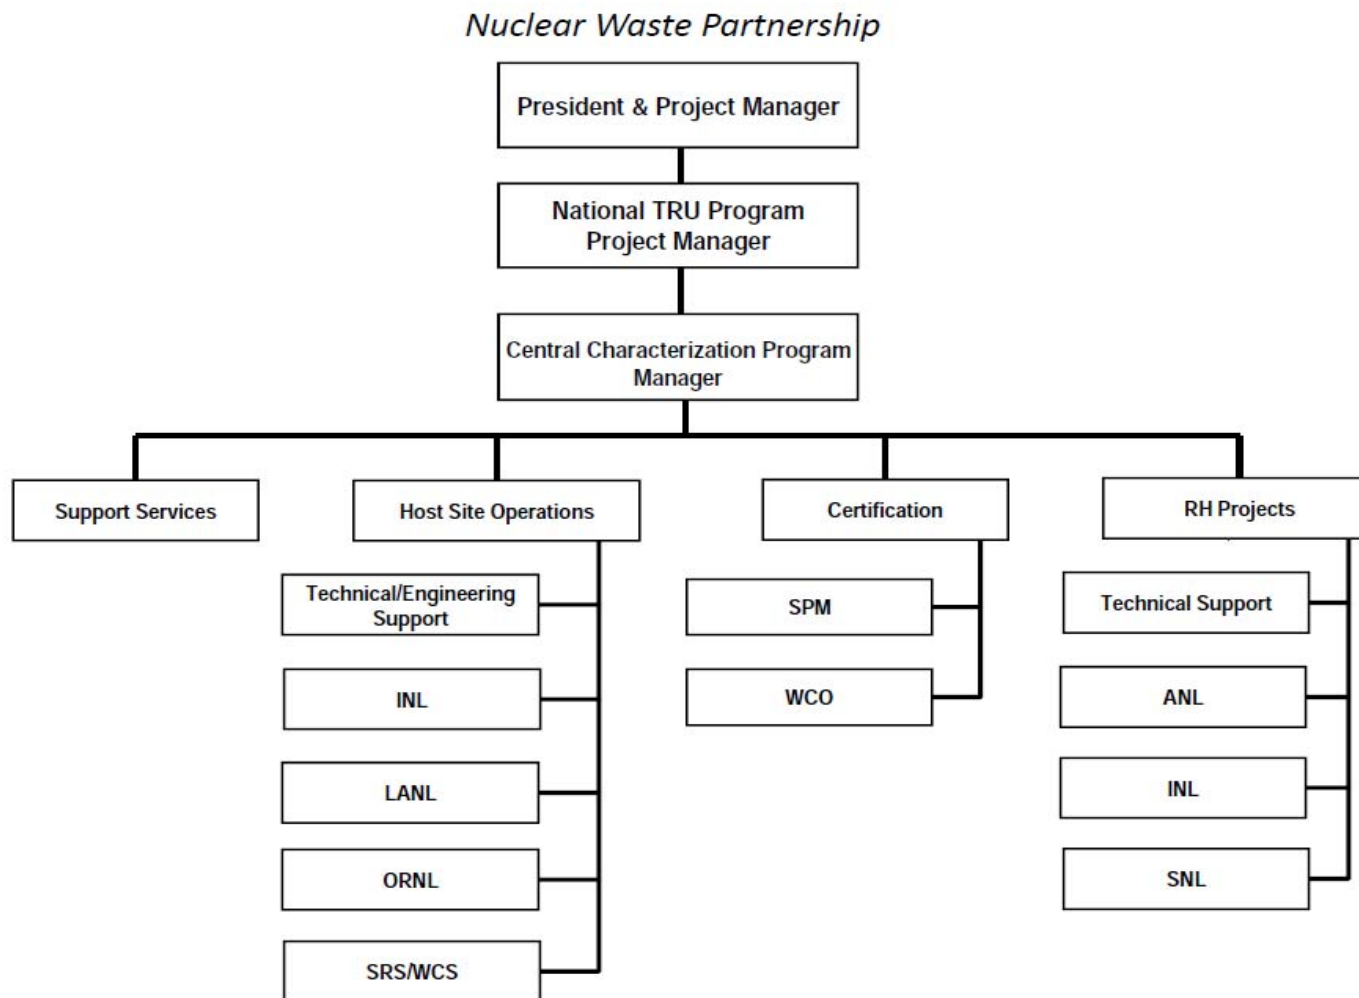 Nuclear Waste Partnership
President & Project Manager
National TRU Program
Project Manager
Central Characterization Program
Manager
Support Services
Host Site Operations
Certification
RH Projects
Technical/Engineering
Support
INL
LANL
ORNL
SRS/WCS
SPM
WCO
Technical Support
ANL
INL
SNL